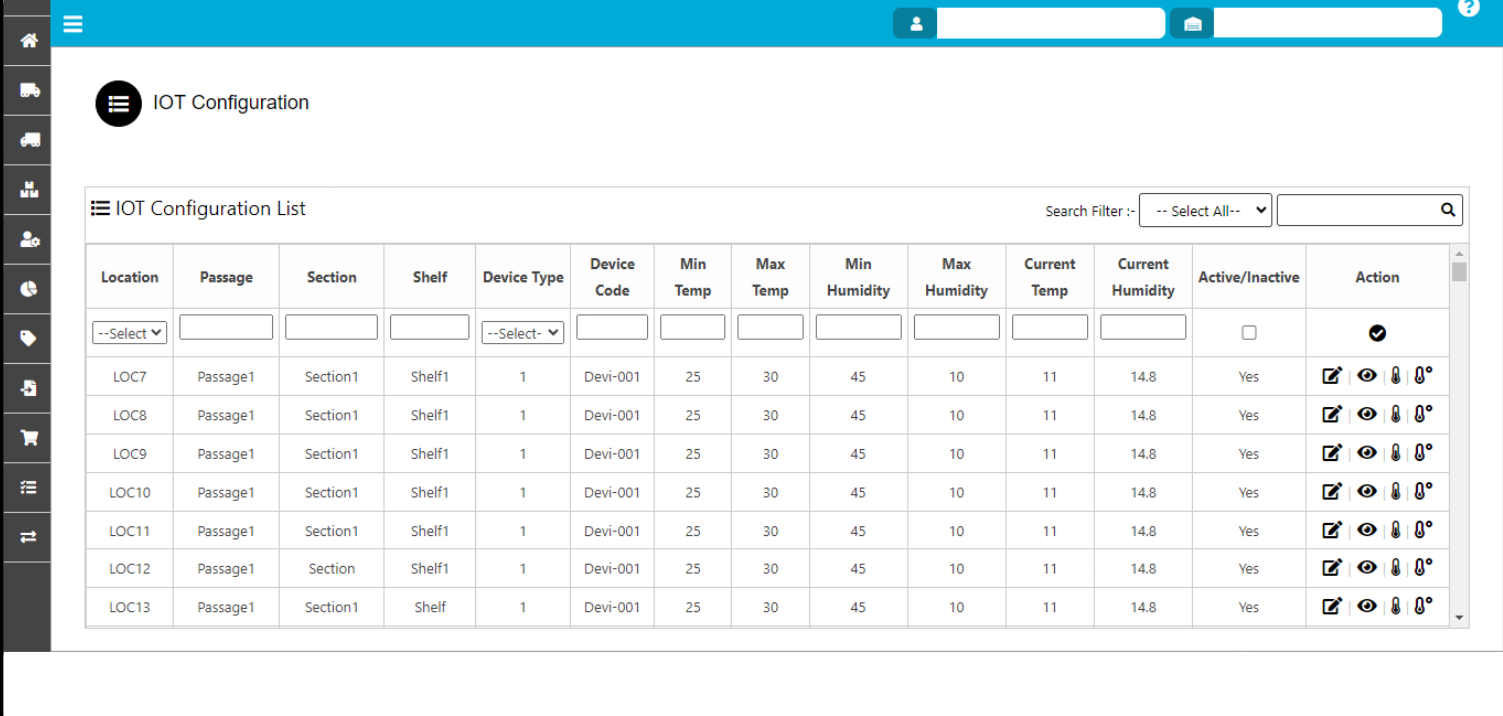 IOT Configuration
IOT Configuration List
Search Filter :- -- Select All--
Location Passage Section Shelf Device Type Device Code Min Temp Max Temp Min Humidity Max Humidity Current Temp Current Humidity Active/Inactive Action
--Select --Select-
LOC7 Passage1 Section1 Shelf1 1 Devi-001 25 30 45 10 11 14.8 Yes
LOC8 Passage1 Section1 Shelf1 1 Devi-001 25 30 45 10 11 14.8 Yes
LOC9 Passage1 Section1 Shelf1 1 Devi-001 25 30 45 10 11 14.8 Yes
LOC10 Passage1 Section1 Shelf1 1 Devi-001 25 30 45 10 11 14.8 Yes
LOC11 Passage1 Section1 Shelf1 1 Devi-001 25 30 45 10 11 14.8 Yes
LOC12 Passage1 Section Shelf1 1 Devi-001 25 30 45 10 11 14.8 Yes
LOC13 Passage1 Section1 Shelf 1 Devi-001 25 30 45 10 11 14.8 Yes